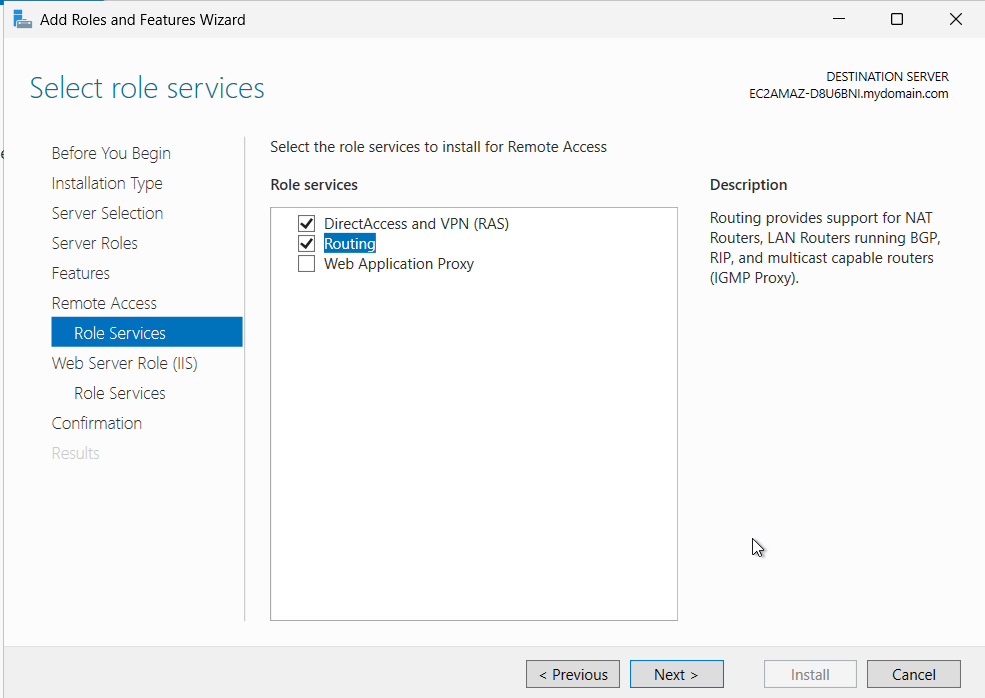 Add Roles and Features Wizard
Select role services
DESTINATION SERVER
EC2AMAZ-D8U6BNI.mydomain.com
Before You Begin
Installation Type
Server Selection
Server Roles
Features
Remote Access
Role Services
Web Server Role (IIS)
Role Services
Confirmation
Results
Select the role services to install for Remote Access
Role services
DirectAccess and VPN (RAS)
Routing
Web Application Proxy
Description
Routing provides support for NAT
Routers, LAN Routers running BGP,
RIP, and multicast capable routers
(IGMP Proxy).
< Previous
Next >
Install
Cancel